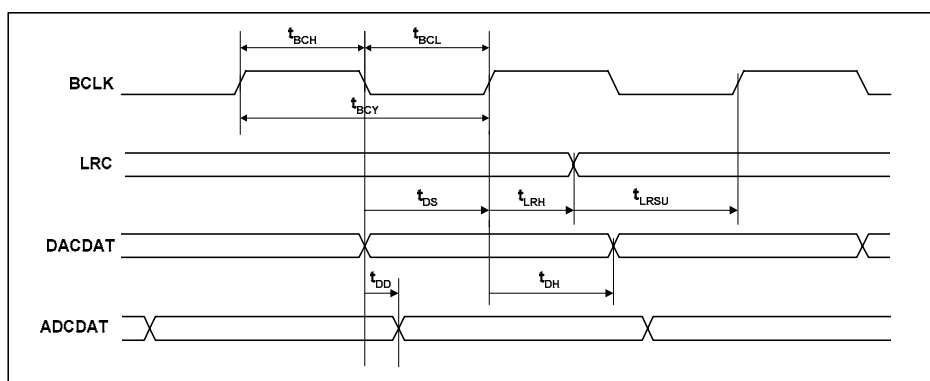 tBCH tBCL
BCLK
tBCY
LRC
tDS tLRH tLRSU
DACDAT
tDD tDH
ADCDAT